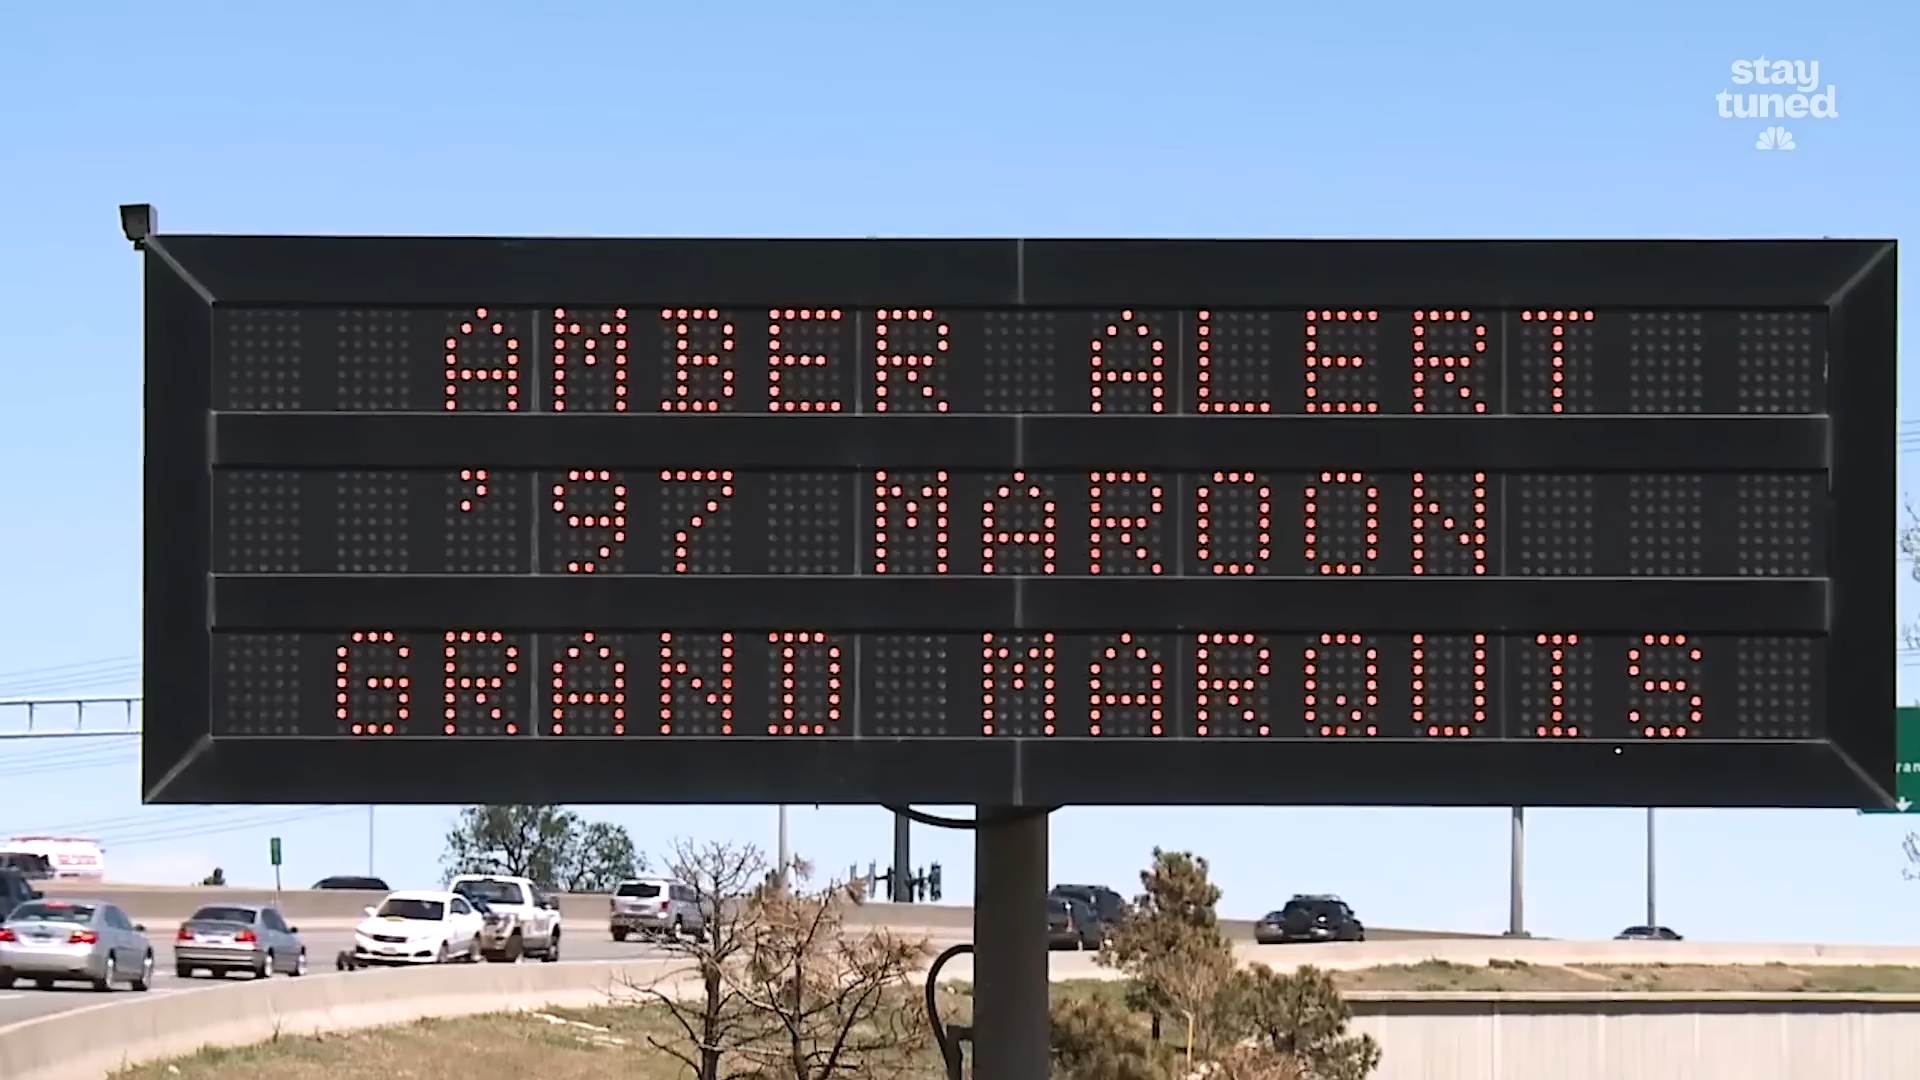 stay
tuned
AMBER ALERT
'97 MAROON
GRAND MARQUIS